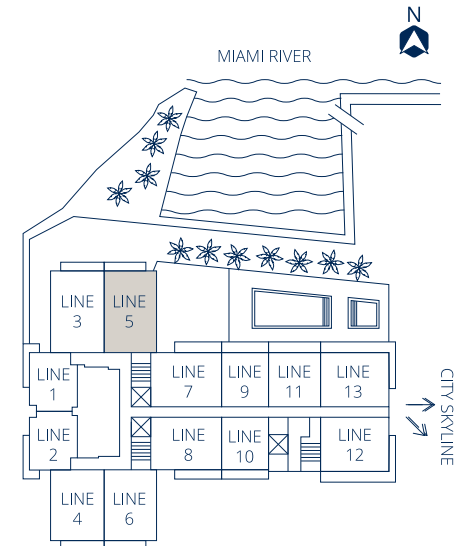 N
MIAMI RIVER
LINE
3
LINE
5
LINE
1
LINE
7
LINE
9
LINE
11
LINE
13
CITY SKYLINE
LINE
2
LINE
8
LINE
10
LINE
12
LINE
4
LINE
6